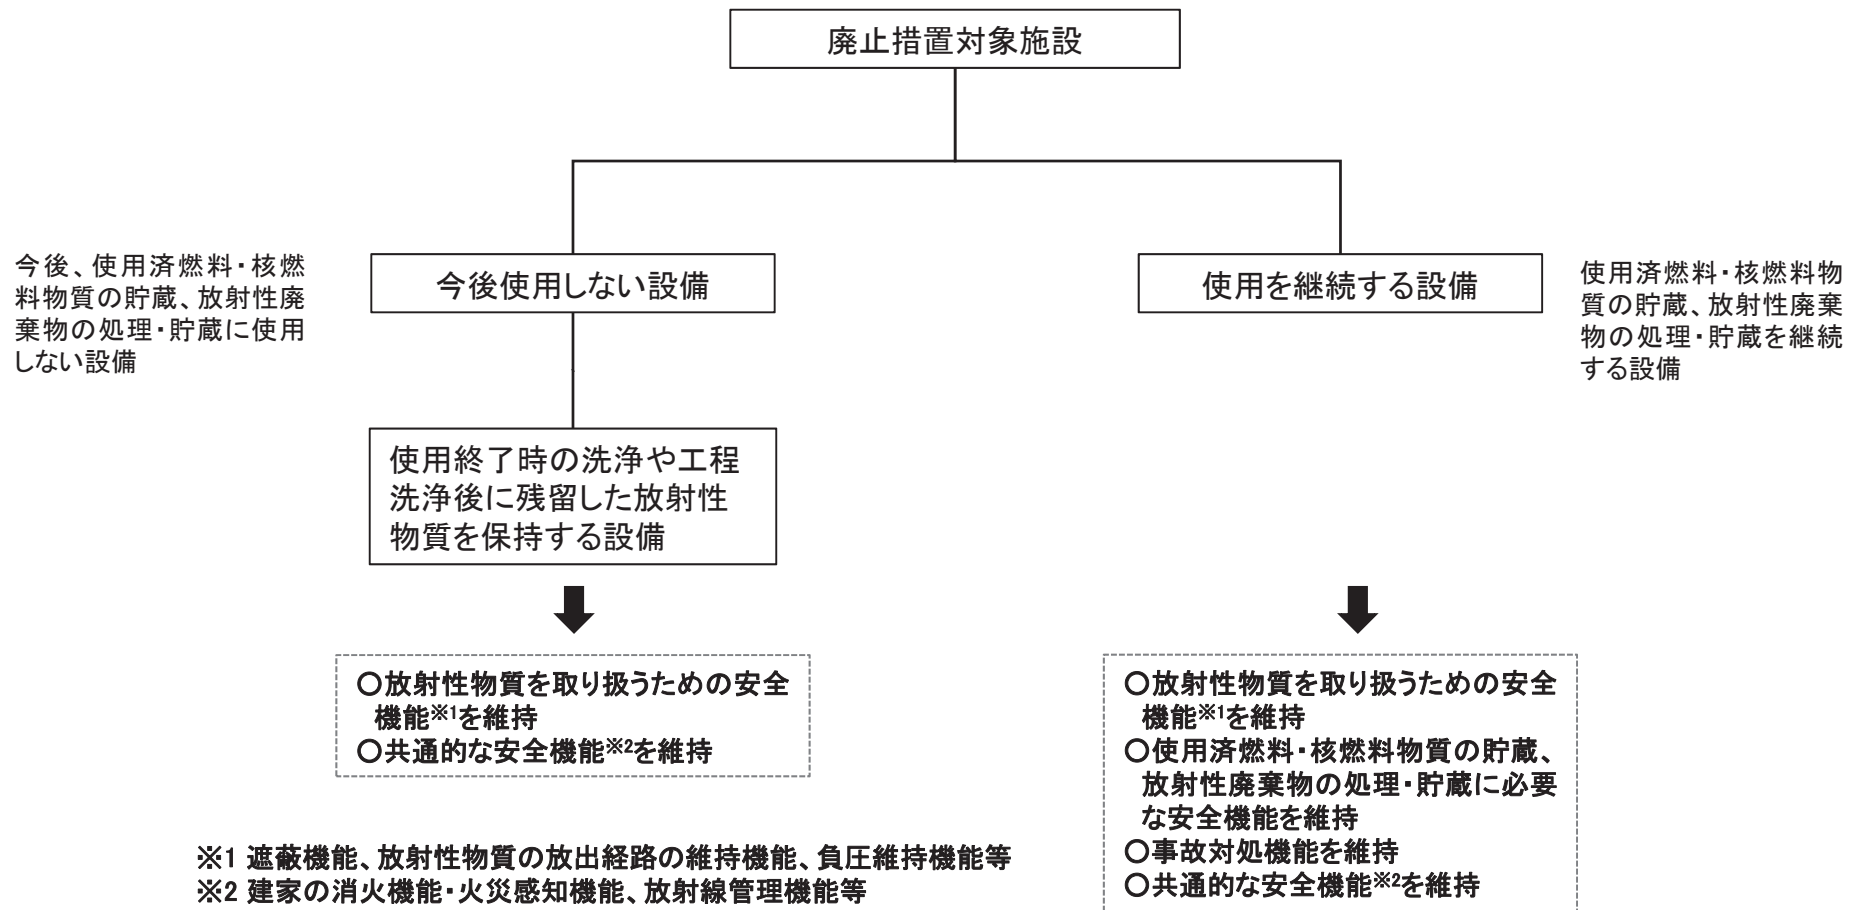 廃止措置対象施設
今後、使用済燃料・核燃
料物質の貯蔵、放射性廃
棄物の処理・貯蔵に使用
しない設備
今後使用しない設備
使用を継続する設備
使用済燃料・核燃料物
質の貯蔵、放射性廃棄
物の処理・貯蔵を継続
する設備
使用終了時の洗浄や工程
洗浄後に残留した放射性
物質を保持する設備
〇放射性物質を取り扱うための安全
機能※1を維持
〇共通的な安全機能※2を維持
〇放射性物質を取り扱うための安全
機能※1を維持
〇使用済燃料・核燃料物質の貯蔵、
放射性廃棄物の処理・貯蔵に必要
な安全機能を維持
〇事故対処機能を維持
〇共通的な安全機能※2を維持
※1 遮蔽機能、放射性物質の放出経路の維持機能、負圧維持機能等
※2 建家の消火機能・火災感知機能、放射線管理機能等